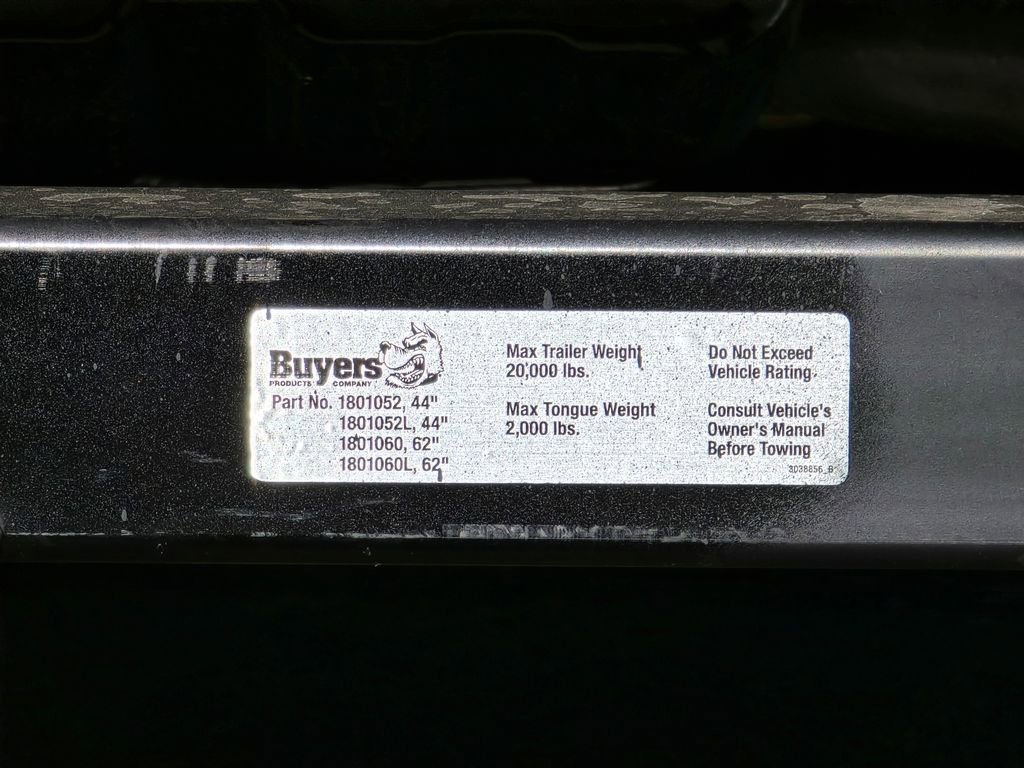 Buyers
PRODUCTS COMPANY
Part No. 1801052, 44"
1801052L, 44"
1801060, 62"
1801060L, 62"
Max Trailer Weight
20,000 lbs.
Max Tongue Weight
2,000 lbs.
Do Not Exceed
Vehicle Rating.
Consult Vehicle's
Owner's Manual
Before Towing
3038856_B